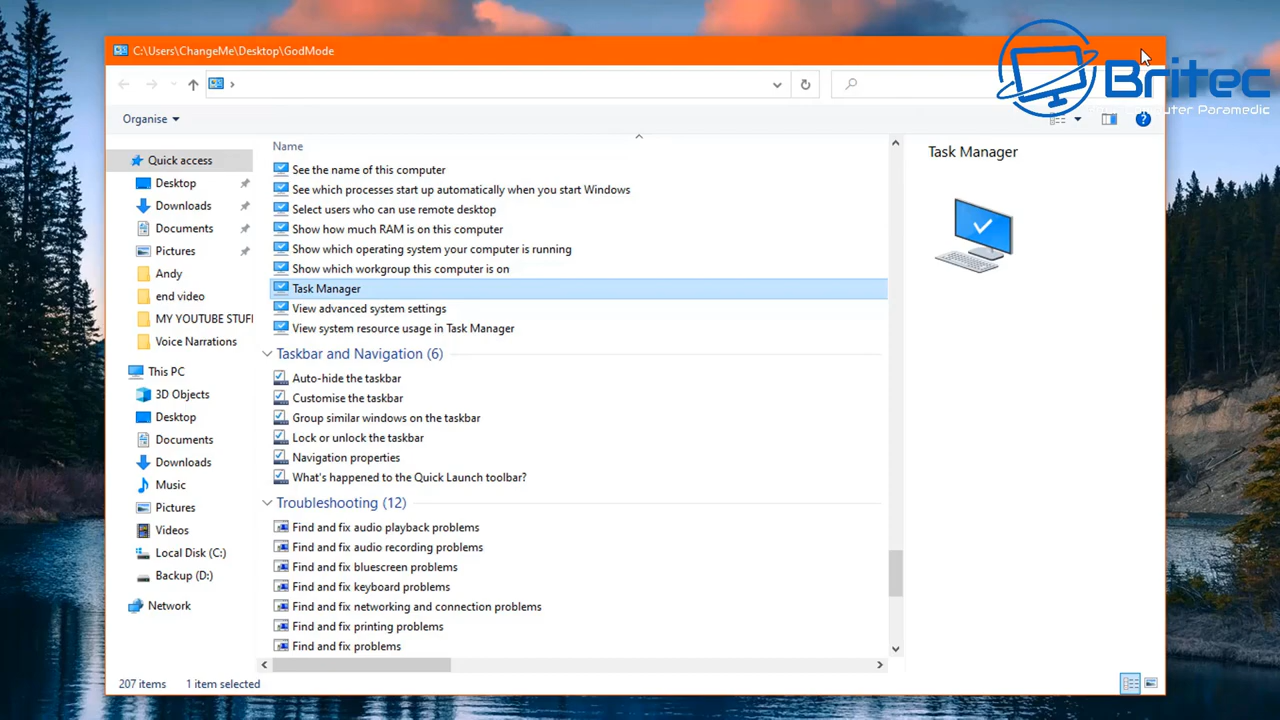 C:\Users\ChangeMe\Desktop\GodMode
Britec
Computer Paramedic
Organise
Name
Quick access
Desktop
Downloads
Documents
Pictures
Andy
end video
MY YOUTUBE STUF
Voice Narrations
This PC
3D Objects
Desktop
Documents
Downloads
Music
Pictures
Videos
Local Disk (C:)
Backup (D:)
Network
See the name of this computer
See which processes start up automatically when you start Windows
Select users who can use remote desktop
Show how much RAM is on this computer
Show which operating system your computer is running
Show which workgroup this computer is on
Task Manager
View advanced system settings
View system resource usage in Task Manager
Taskbar and Navigation (6)
Auto-hide the taskbar
Customise the taskbar
Group similar windows on the taskbar
Lock or unlock the taskbar
Navigation properties
What's happened to the Quick Launch toolbar?
Troubleshooting (12)
Find and fix audio playback problems
Find and fix audio recording problems
Find and fix bluescreen problems
Find and fix keyboard problems
Find and fix networking and connection problems
Find and fix printing problems
Find and fix problems
Task Manager
207 items
1 item selected